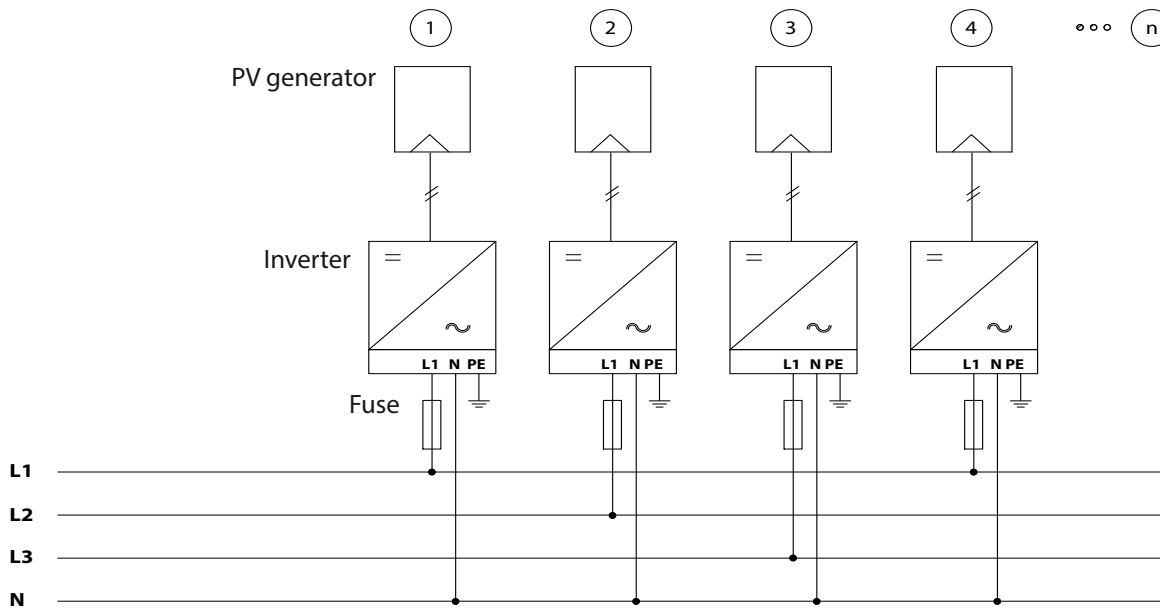 1 2 3 4 n
PV generator
Inverter
L1 N PE L1 N PE L1 N PE L1 N PE
Fuse
L1
L2
L3
N